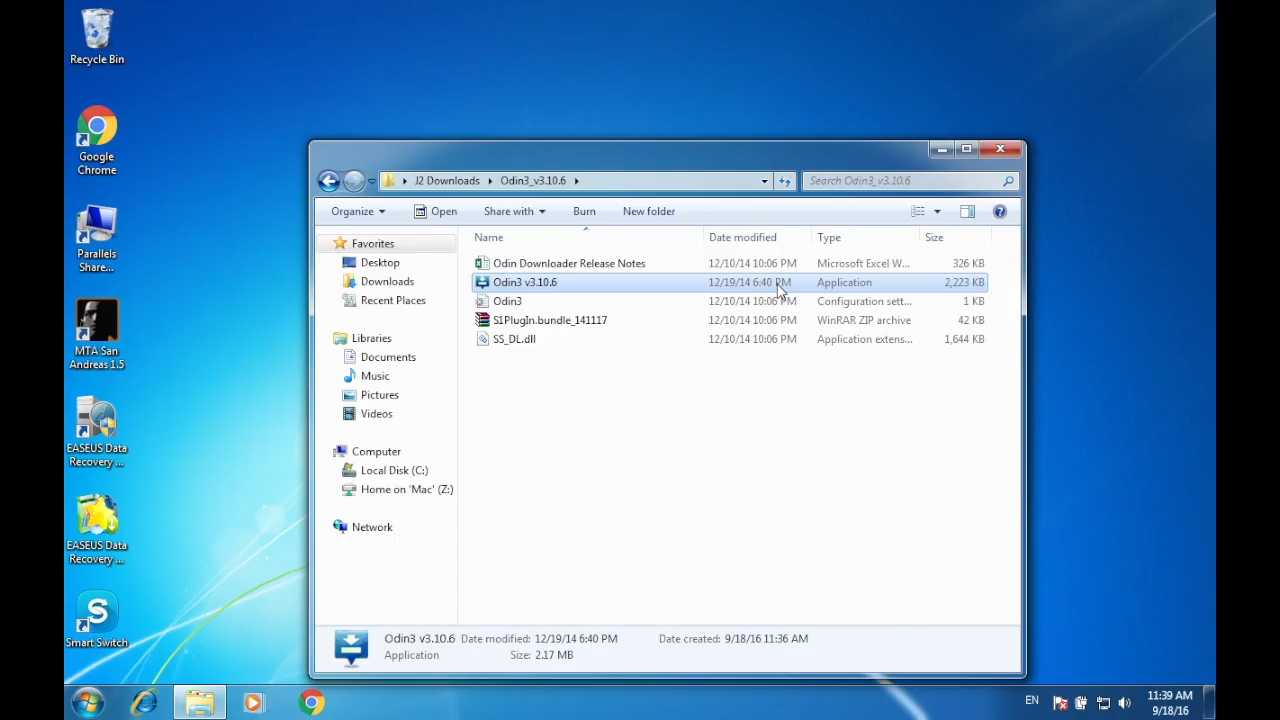 Recycle Bin
Google
Chrome
Parallels
Share...
MTA San
Andreas 1.5
EASEUS Data
Recovery ...
EASEUS Data
Recovery ...
Smart Switch
J2 Downloads
Odin3_v3.10.6
Search Odin3_v3.10.6
Organize
Open
Share with
Burn
New folder
Favorites
Desktop
Downloads
Recent Places
Libraries
Documents
Music
Pictures
Videos
Computer
Local Disk (C:)
Home on 'Mac' (Z:)
Network
Name Date modified Type Size
Odin Downloader Release Notes 12/10/14 10:06 PM Microsoft Excel W... 326 KB
Odin3 v3.10.6 12/19/14 6:40 PM Application 2,223 KB
Odin3 12/10/14 10:06 PM Configuration sett... 1 KB
S1PlugIn.bundle_141117 12/10/14 10:06 PM WinRAR ZIP archive 42 KB
SS_DL.dll 12/10/14 10:06 PM Application extens... 1,644 KB
Odin3 v3.10.6 Date modified: 12/19/14 6:40 PM Date created: 9/18/16 11:36 AM
Application Size: 2.17 MB
EN
11:39 AM
9/18/16